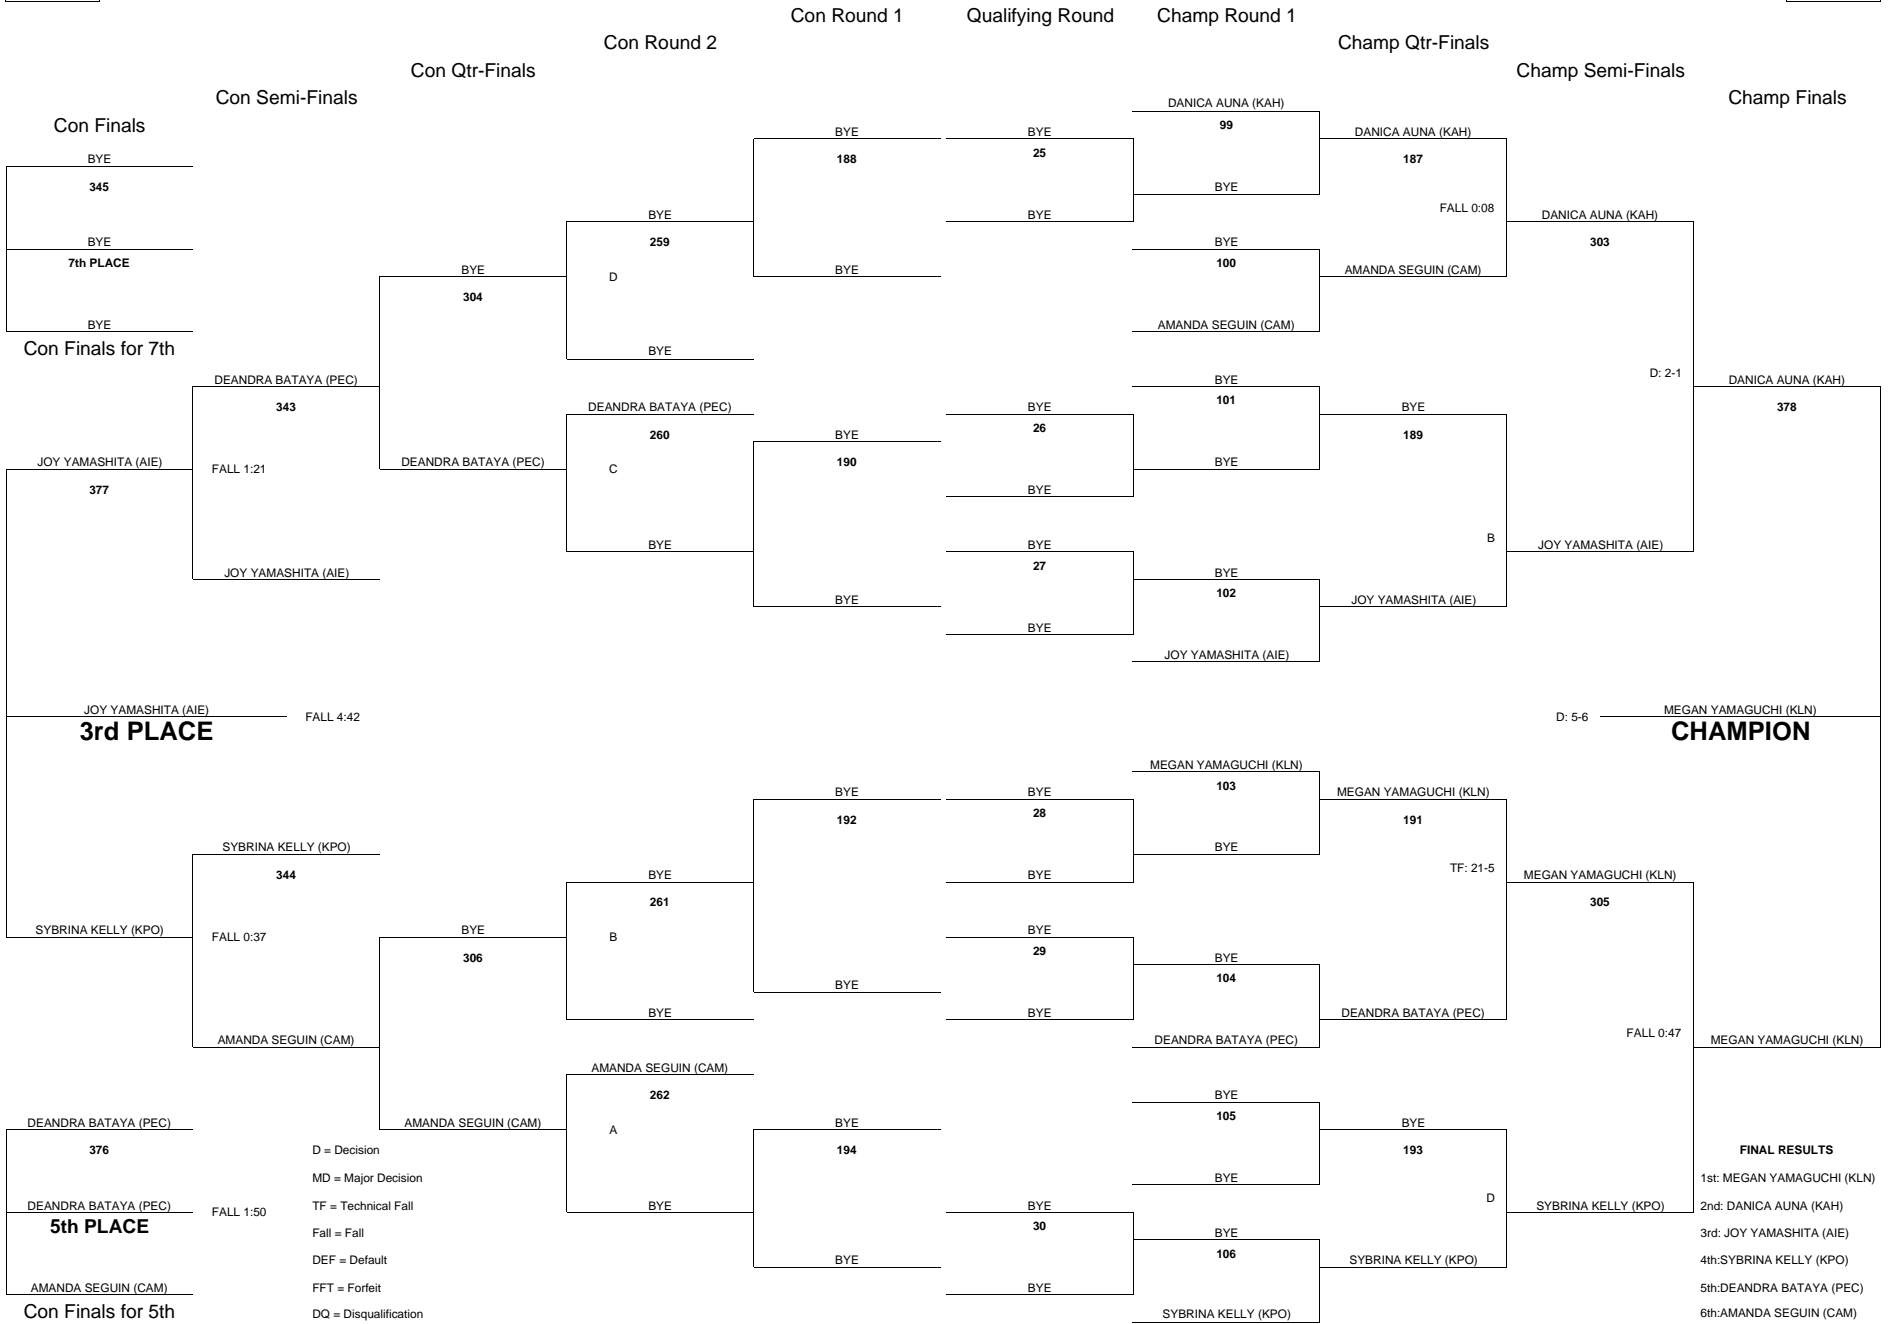 Con Round 1 Qualifying Round Champ Round 1
Con Round 2 Champ Qtr-Finals
Con Qtr-Finals Champ Semi-Finals
Con Semi-Finals Champ Finals
DANICA AUNA (KAH)
Con Finals 99
BYE BYE DANICA AUNA (KAH)
BYE 188 25 187
345 BYE
FALL 0:08
BYE BYE DANICA AUNA (KAH)
BYE 259 BYE 303
7th PLACE 100
BYE D BYE AMANDA SEGUIN (CAM)
304
BYE AMANDA SEGUIN (CAM)
Con Finals for 7th BYE
DEANDRA BATAYA (PEC) BYE D: 2-1 DANICA AUNA (KAH)
343 DEANDRA BATAYA (PEC) BYE 101 BYE 378
260 BYE 26 189
JOY YAMASHITA (AIE) FALL 1:21 DEANDRA BATAYA (PEC) C 190 BYE
377 BYE
BYE BYE B JOY YAMASHITA (AIE)
JOY YAMASHITA (AIE) 27 BYE
BYE 102 JOY YAMASHITA (AIE)
BYE
JOY YAMASHITA (AIE)
JOY YAMASHITA (AIE) FALL 4:42 D: 5-6 MEGAN YAMAGUCHI (KLN)
3rd PLACE CHAMPION
MEGAN YAMAGUCHI (KLN)
BYE BYE 103 MEGAN YAMAGUCHI (KLN)
192 28 191
SYBRINA KELLY (KPO) BYE
344 BYE BYE TF: 21-5 MEGAN YAMAGUCHI (KLN)
261 305
SYBRINA KELLY (KPO) FALL 0:37 BYE B BYE
306 29 BYE
BYE 104
BYE BYE DEANDRA BATAYA (PEC)
AMANDA SEGUIN (CAM) DEANDRA BATAYA (PEC) FALL 0:47 MEGAN YAMAGUCHI (KLN)
AMANDA SEGUIN (CAM)
262 BYE
DEANDRA BATAYA (PEC) AMANDA SEGUIN (CAM) A BYE 105 BYE
376 D = Decision 194 193 FINAL RESULTS
MD = Major Decision BYE 1st: MEGAN YAMAGUCHI (KLN)
DEANDRA BATAYA (PEC) FALL 1:50 TF = Technical Fall BYE BYE D SYBRINA KELLY (KPO) 2nd: DANICA AUNA (KAH)
5th PLACE Fall = Fall 30 BYE 3rd: JOY YAMASHITA (AIE)
DEF = Default BYE 106 SYBRINA KELLY (KPO) 4th:SYBRINA KELLY (KPO)
AMANDA SEGUIN (CAM) FFT = Forfeit BYE 5th:DEANDRA BATAYA (PEC)
Con Finals for 5th DQ = Disqualification SYBRINA KELLY (KPO) 6th:AMANDA SEGUIN (CAM)